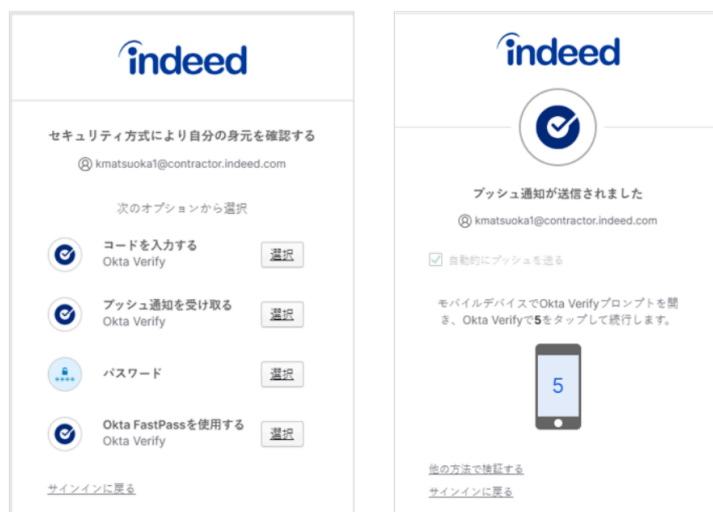 indeed
セキュリティ方式により自分の身元を確認する
kmatsuoka1@contractor.indeed.com
次のオプションから選択
コードを入力する
Okta Verify
選択
プッシュ通知を受け取る
Okta Verify
選択
パスワード
選択
Okta FastPassを使用する
Okta Verify
選択
サインインに戻る
indeed
プッシュ通知が送信されました
kmatsuoka1@contractor.indeed.com
自動的にプッシュを送る
モバイルデバイスでOkta Verifyプロンプトを開
き、Okta Verifyで5をタップして続行します。
5
他の方法で検証する
サインインに戻る